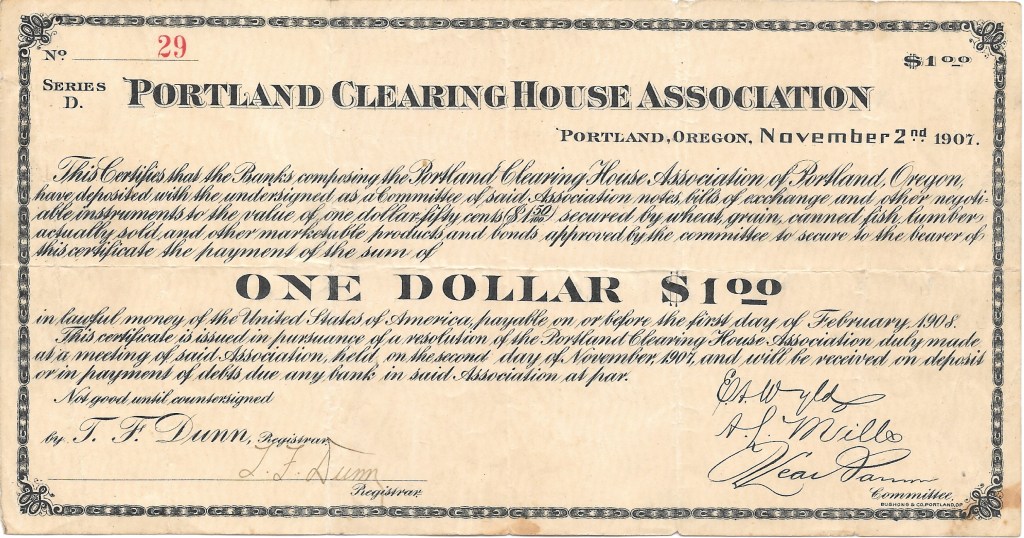 No. 29
$1.00
SERIES D.
PORTLAND CLEARING HOUSE ASSOCIATION
PORTLAND, OREGON, November 2nd 1907.
This Certifies that the Banks composing the Portland Clearing House Association of Portland, Oregon,
have deposited with the undersigned as a Committee of said Association notes, bills of exchange and other negoti-
able instruments to the value of one dollar fifty cents ($1 50/100) secured by wheat, grain, canned fish, lumber
actually sold, and other marketable products, and bonds approved by the committee to secure to the bearer of
this certificate the payment of the sum of
ONE DOLLAR $1.00
in lawful money of the United States of America, payable on or before the first day of February, 1908.
This certificate is issued in pursuance of a resolution of the Portland Clearing House Association duly made
at a meeting of said Association, held, on the second day of November, 1907, and will be received on deposit
or in payment of debts due any bank in said Association at par.
Not good until countersigned
by T. F. Dunn, Registrar.
T. F. Dunn
Registrar.
E A Wyld
A L Mills
Committee.
BUSHONG & CO. PORTLAND, OR.